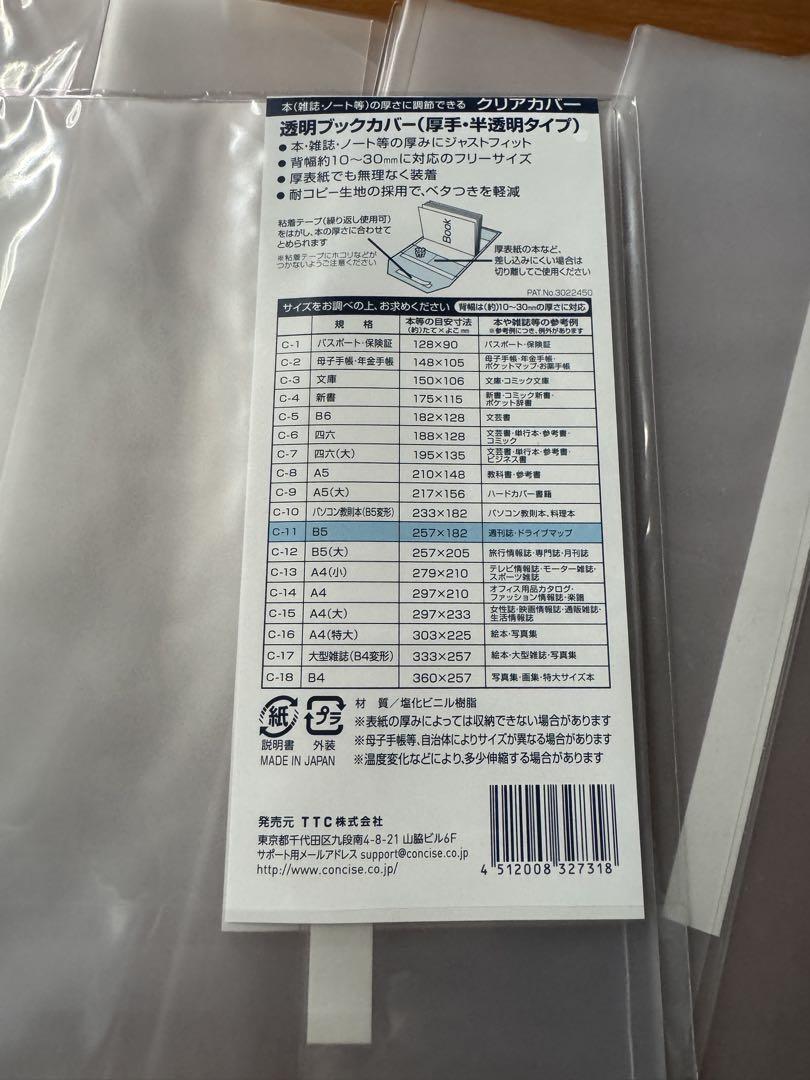 本(雑誌・ノート等)の厚さに調節できる クリアカバー
透明ブックカバー(厚手・半透明タイプ)
● 本・雑誌・ノート等の厚みにジャストフィット
● 背幅約10～30mmに対応のフリーサイズ
● 厚表紙でも無理なく装着
● 耐コピー生地の採用で、ベタつきを軽減
粘着テープ(繰り返し使用可)
をはがし、本の厚さに合わせて
とめられます
※粘着テープにホコリなどが
つかないようご注意ください
Book
厚表紙の本など、
差し込みにくい場合は
切り離してご使用ください
PAT No.3022450
サイズをお調べの上、お求めください 背幅は(約)10～30mmの厚さに対応
規 格 本等の目安寸法 (約)たて×よこmm 本や雑誌等の参考例 ※参考例につき、例外があります
C-1 パスポート・保険証 128×90 パスポート・保険証
C-2 母子手帳・年金手帳 148×105 母子手帳・年金手帳・ポケットマップ・お薬手帳
C-3 文庫 150×106 文庫・コミック文庫
C-4 新書 175×115 新書・コミック新書・ポケット辞書
C-5 B6 182×128 文芸書
C-6 四六 188×128 文芸書・単行本・参考書・コミック
C-7 四六(大) 195×135 文芸書・単行本・参考書・ビジネス書
C-8 A5 210×148 教科書・参考書
C-9 A5(大) 217×156 ハードカバー書籍
C-10 パソコン教則本(B5変形) 233×182 パソコン教則本、料理本
C-11 B5 257×182 週刊誌・ドライブマップ
C-12 B5(大) 257×205 旅行情報誌・専門誌・月刊誌
C-13 A4(小) 279×210 テレビ情報誌・モーター雑誌・スポーツ雑誌
C-14 A4 297×210 オフィス用品カタログ・ファッション情報誌・楽譜
C-15 A4(大) 297×233 女性誌・映画情報誌・通販雑誌・生活情報誌
C-16 A4(特大) 303×225 絵本・写真集
C-17 大型雑誌(B4変形) 333×257 絵本・大型雑誌・写真集
C-18 B4 360×257 写真集・画集・特大サイズ本
紙 プラ 材 質／塩化ビニル樹脂
※表紙の厚みによっては収納できない場合があります
説明書 外装 ※母子手帳等、自治体によりサイズが異なる場合があります
MADE IN JAPAN ※温度変化などにより、多少伸縮する場合があります
発売元 TTC株式会社
東京都千代田区九段南4-8-21 山脇ビル6F
サポート用メールアドレス support@concise.co.jp
http://www.concise.co.jp/
4 512008 327318